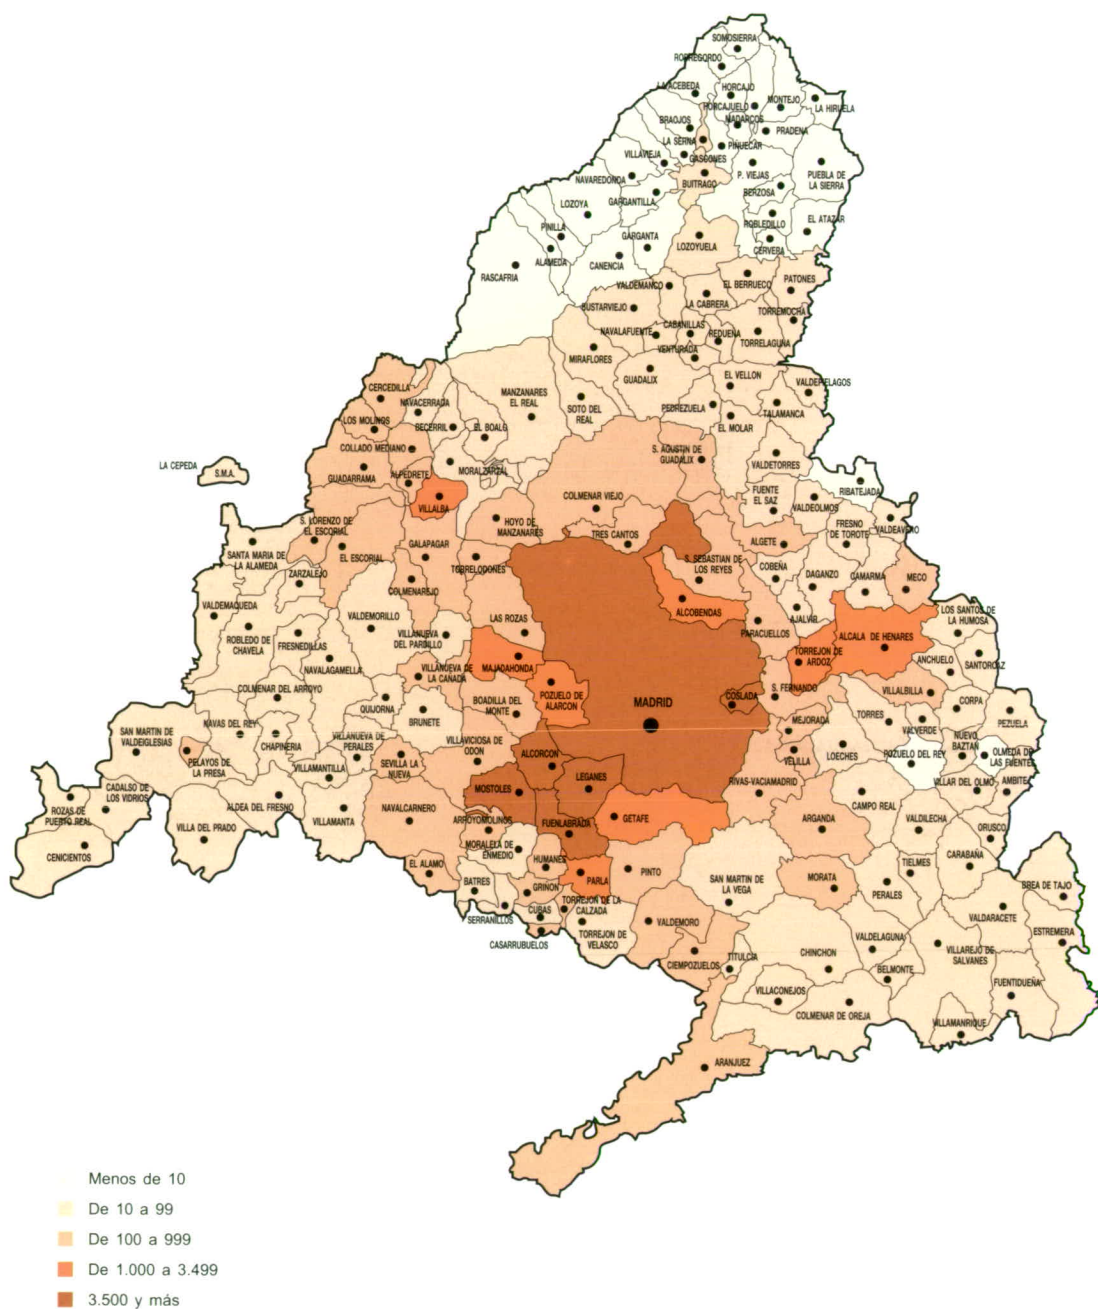 SOMOSIERRA
ROBREGORDO
LA ACEBEDA
HORCAJO
HORCAJUELO
MONTEJO
LA HIRUELA
BRAOJOS
MADARCOS
PRADENA
LA SERNA
PIÑUECAR
VILLAVIEJA
GASCONES
NAVAREDONDA
BUITRAGO
P. VIEJAS
PUEBLA DE
LA SIERRA
BERZOSA
LOZOYA
GARGANTILLA
PINILLA
GARGANTA
ROBLEDILLO
EL ATAZAR
ALAMEDA
CANENCIA
LOZOYUELA
CERVERA
RASCAFRIA
VALDEMANCO
EL BERRUECO
PATONES
BUSTARVIEJO
LA CABRERA
TORREMOCHA
NAVALAFUENTE
CABANILLAS
REDUEÑA
TORRELAGUNA
VENTURADA
MIRAFLORES
GUADALIX
EL VELLON
VALDEPIELAGOS
CERCEDILLA
NAVACERRADA
MANZANARES
EL REAL
SOTO DEL
REAL
PEDREZUELA
TALAMANCA
LOS MOLINOS
BECERRIL
EL BOALO
EL MOLAR
COLLADO MEDIANO
S. AGUSTIN DE
GUADALIX
VALDETORRES
LA CEPEDA
S.M.A.
GUADARRAMA
ALPEDRETE
MORALZARZAL
RIBATEJADA
VILLALBA
COLMENAR VIEJO
FUENTE
EL SAZ
VALDEOLMOS
S. LORENZO DE
EL ESCORIAL
HOYO DE
MANZANARES
TRES CANTOS
FRESNO
DE TOROTE
VALDEAVERO
SANTA MARIA DE
LA ALAMEDA
EL ESCORIAL
GALAPAGAR
ALGETE
TORRELODONES
S. SEBASTIAN DE
LOS REYES
COBEÑA
DAGANZO
CAMARMA
MECO
ZARZALEJO
COLMENAREJO
ALCOBENDAS
AJALVIR
LOS SANTOS DE
LA HUMOSA
VALDEMAQUEDA
VALDEMORILLO
LAS ROZAS
PARACUELLOS
ROBLEDO DE
CHAVELA
FRESNEDILLAS
VILLANUEVA
DEL PARDILLO
ALCALA DE HENARES
NAVALAGAMELLA
MAJADAHONDA
TORREJON DE
ARDOZ
ANCHUELO
SANTORCAZ
VILLANUEVA DE
LA CAÑADA
COLMENAR DEL ARROYO
QUIJORNA
BOADILLA DEL
MONTE
POZUELO DE
ALARCON
MADRID
COSLADA
S. FERNANDO
VILLALBILLA
CORPA
BRUNETE
MEJORADA
TORRES
VALVERDE
PEZUELA
SAN MARTIN DE
VALDEIGLESIAS
NAVAS DEL REY
CHAPINERIA
VILLANUEVA DE
PERALES
VILLAVICIOSA DE
ODON
NUEVO
BAZTAN
PELAYOS DE
LA PRESA
SEVILLA LA
NUEVA
ALCORCON
VELILLA
LOECHES
POZUELO DEL REY
OLMEDA DE
LAS FUENTES
VILLAMANTILLA
LEGANES
RIVAS-VACIAMADRID
VILLAR DEL OLMO
AMBITE
CADALSO DE
LOS VIDRIOS
ALDEA DEL FRESNO
MOSTOLES
ROZAS DE
PUERTO REAL
NAVALCARNERO
GETAFE
CAMPO REAL
VILLAMANTA
ARROYOMOLINOS
FUENLABRADA
ARGANDA
VALDILECHA
ORUSCO
VILLA DEL PRADO
MORALEJA DE
ENMEDIO
CENICIENTOS
EL ALAMO
HUMANES
PINTO
TIELMES
CARABAÑA
BATRES
GRIÑON
PARLA
SAN MARTIN DE
LA VEGA
MORATA
PERALES
BREA DE TAJO
TORREJON DE LA
CALZADA
CUBAS
VALDARACETE
SERRANILLOS
TORREJON DE
VELASCO
VALDEMORO
ESTREMERA
CASARRUBUELOS
VALDELAGUNA
VILLAREJO DE
SALVANES
CIEMPOZUELOS
TITULCIA
CHINCHON
BELMONTE
FUENTIDUEÑA
VILLACONEJOS
COLMENAR DE OREJA
VILLAMANRIQUE
ARANJUEZ
Menos de 10
De 10 a 99
De 100 a 999
De 1.000 a 3.499
3.500 y más